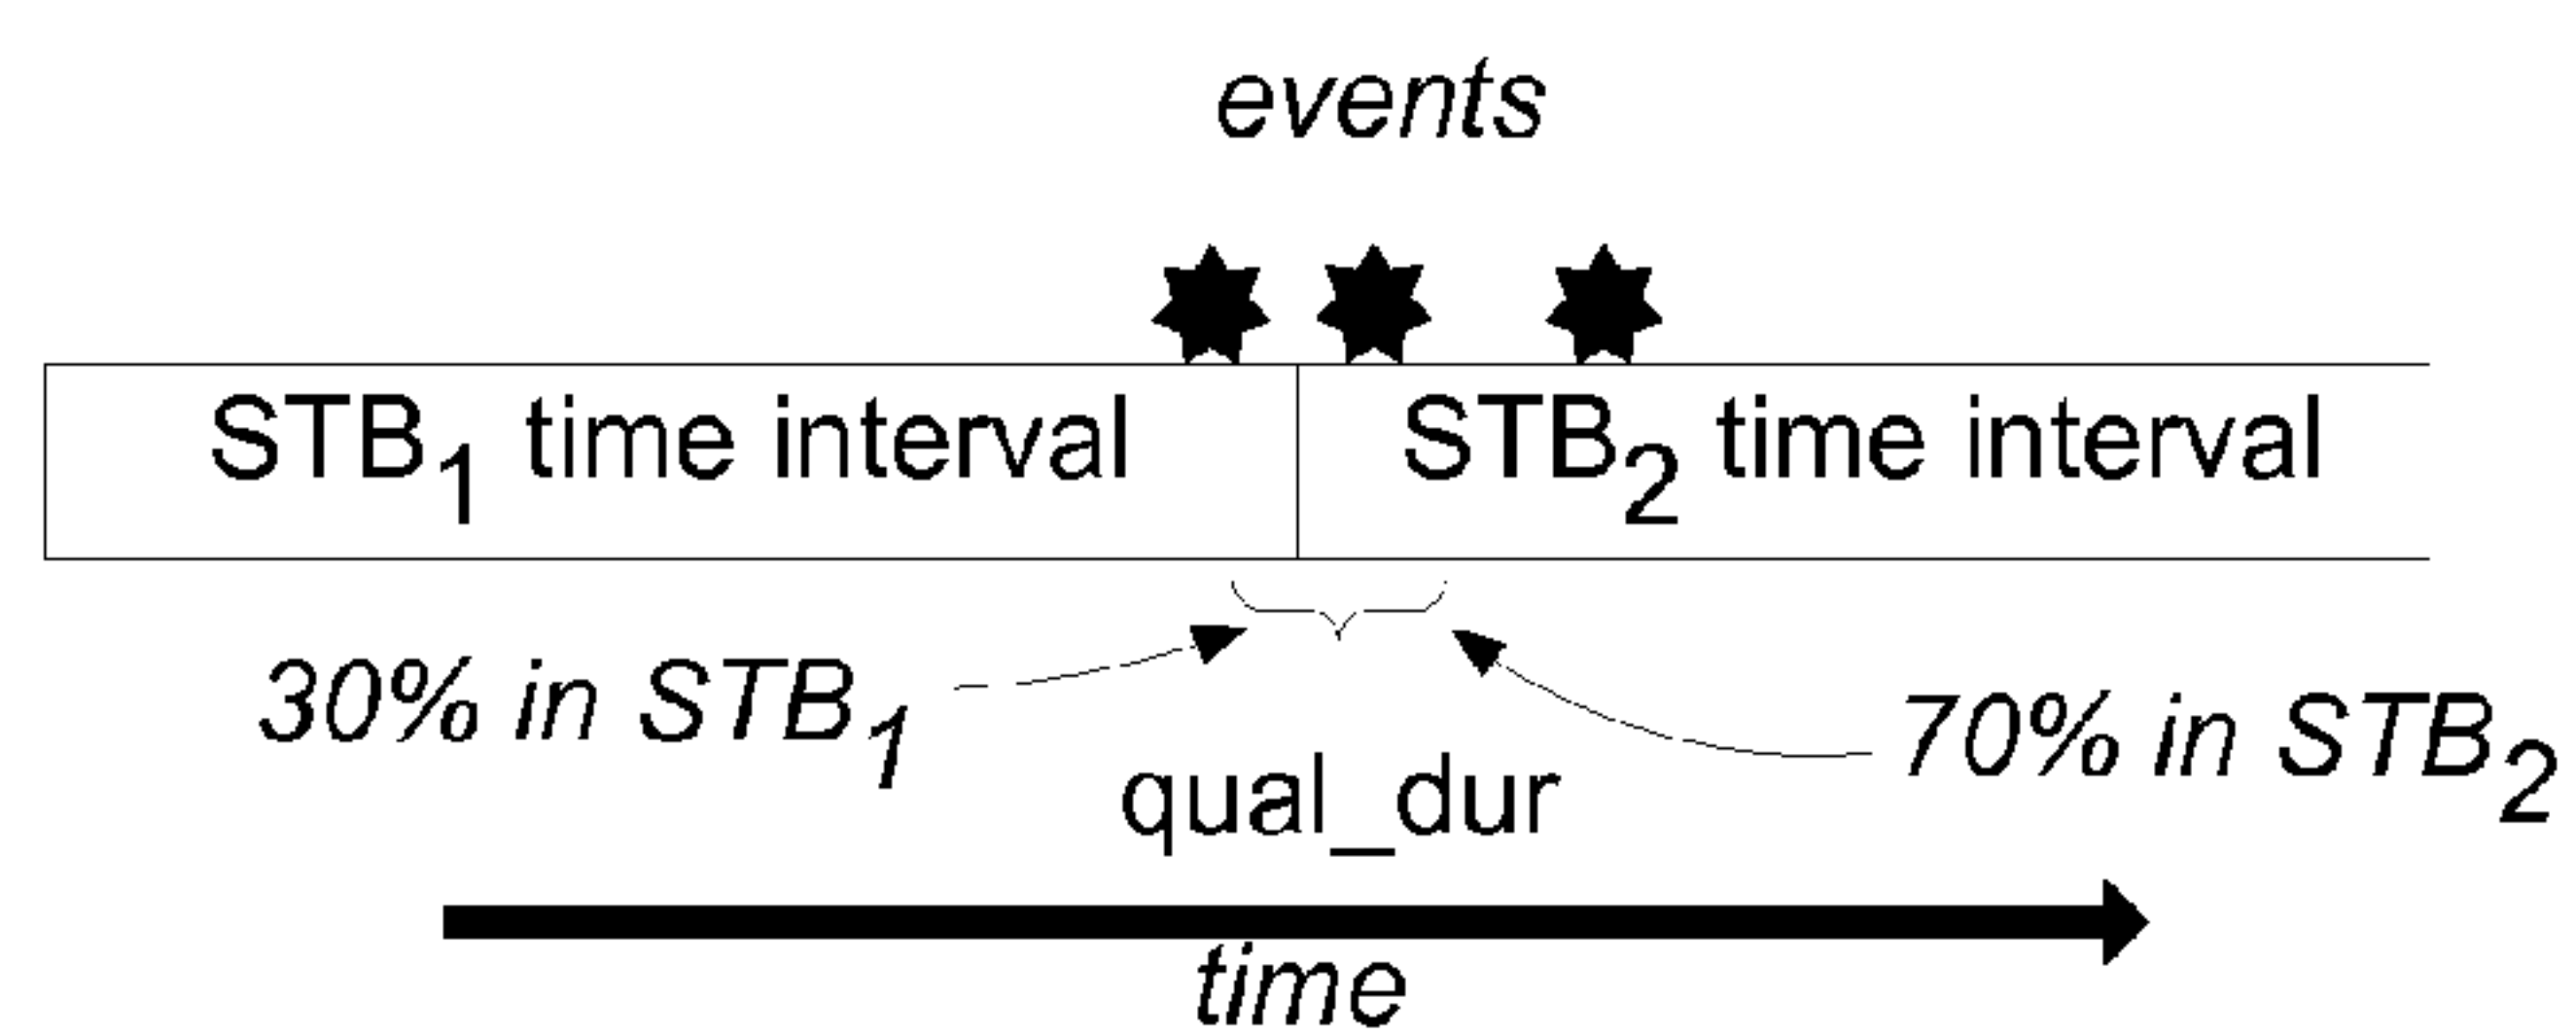 events
STB1 time interval
STB2 time interval
30% in STB1
70% in STB2
qual_dur
time